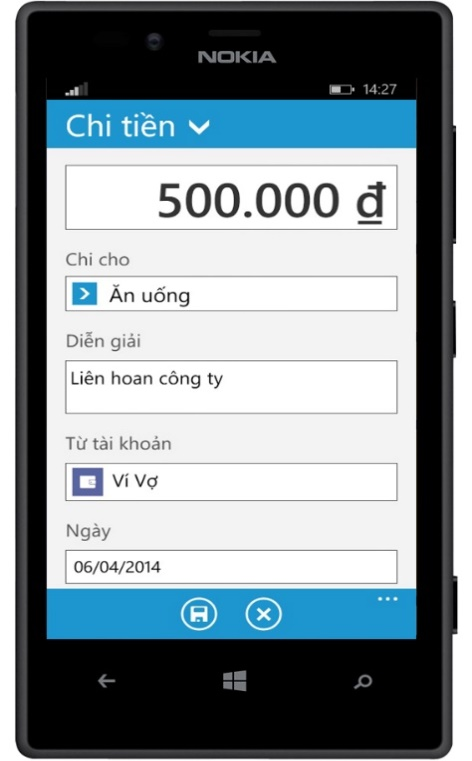 NOKIA
14:27
Chi tiền
500.000 ₫
Chi cho
Ăn uống
Diễn giải
Liên hoan công ty
Từ tài khoản
Ví Vợ
Ngày
06/04/2014
...